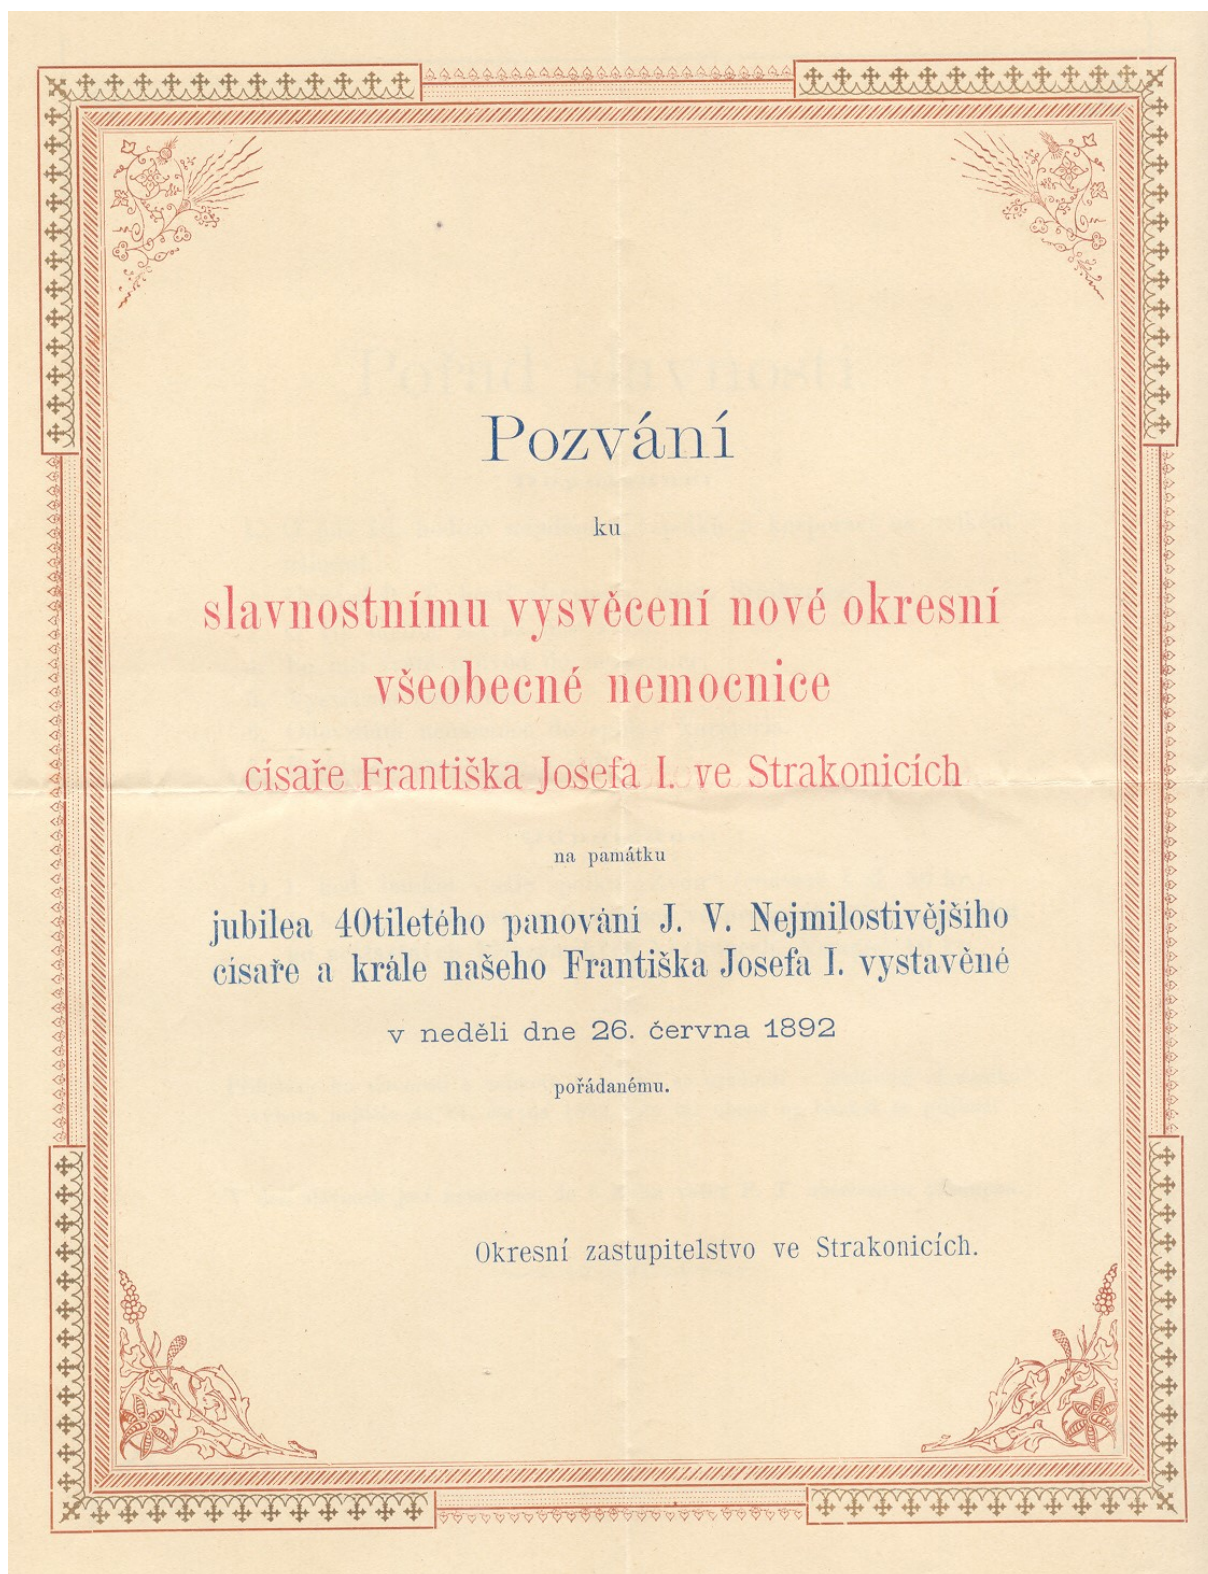 Pozvání
ku
slavnostnímu vysvěcení nové okresní
všeobecné nemocnice
císaře Františka Josefa I. ve Strakonicích
na památku
jubilea 40tiletého panování J. V. Nejmilostivějšího
císaře a krále našeho Františka Josefa I. vystavěné
v neděli dne 26. června 1892
pořádanému.
Okresní zastupitelstvo ve Strakonicích.